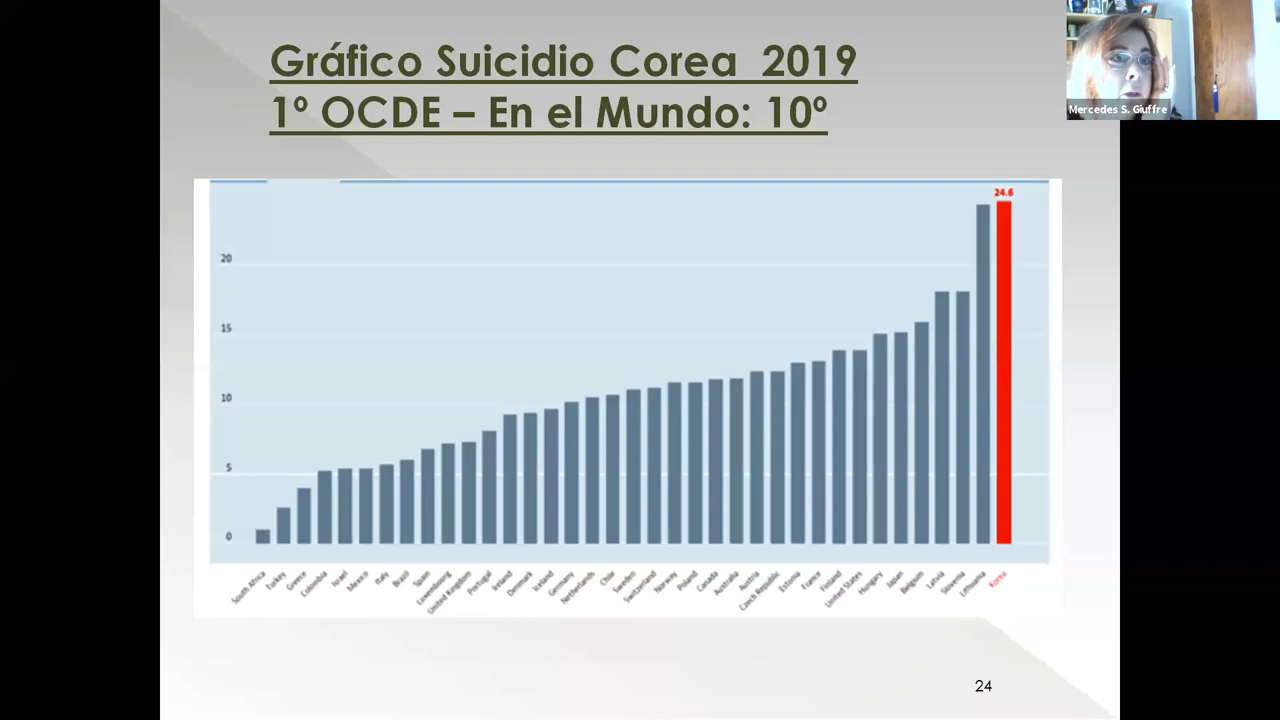 Gráfico Suicidio Corea 2019
1º OCDE – En el Mundo: 10º
Mercedes S. Giuffre
24.6
20
15
10
5
0
South Africa
Turkey
Greece
Colombia
Israel
Mexico
Italy
Brazil
Spain
Luxembourg
United Kingdom
Portugal
Ireland
Denmark
Iceland
Germany
Netherlands
Chile
Sweden
Switzerland
Norway
Poland
Canada
Australia
Austria
Czech Republic
Estonia
France
Finland
United States
Hungary
Japan
Belgium
Latvia
Slovenia
Lithuania
Korea
24